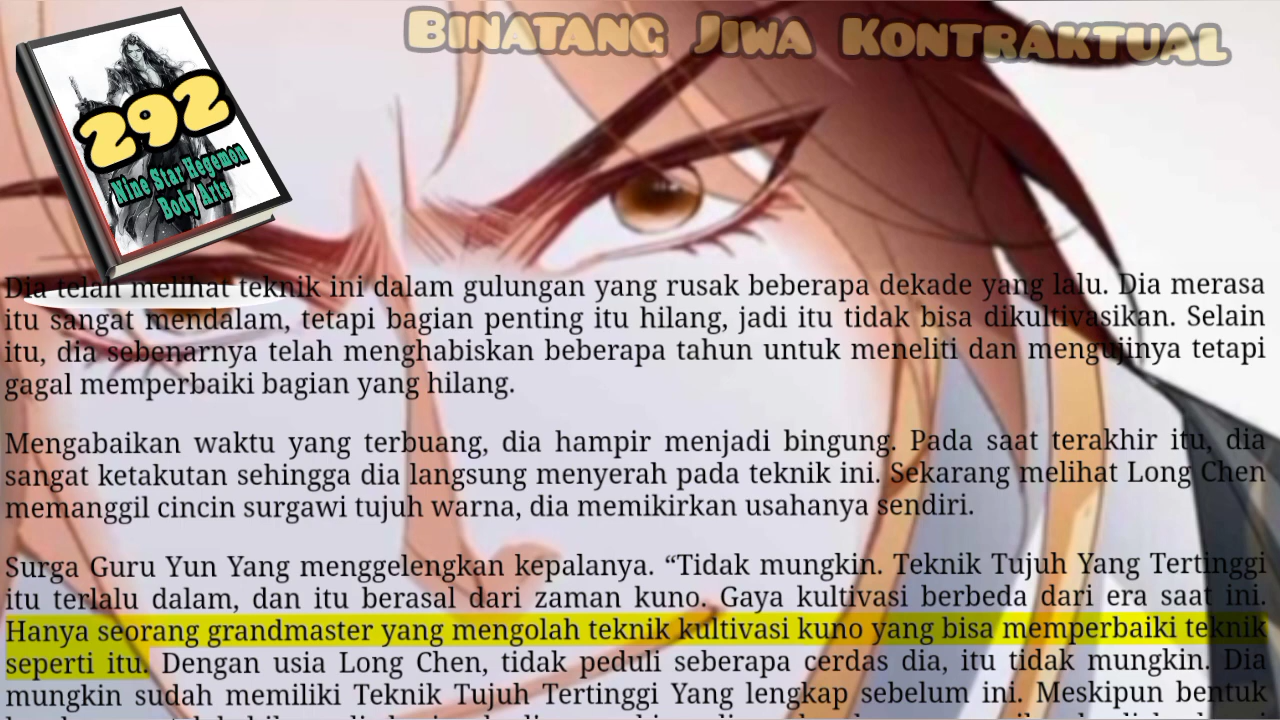 Binatang Jiwa Kontraktual
292
Nine Star Hegemon
Body Arts
Dia telah melihat teknik ini dalam gulungan yang rusak beberapa dekade yang lalu. Dia merasa
itu sangat mendalam, tetapi bagian penting itu hilang, jadi itu tidak bisa dikultivasikan. Selain
itu, dia sebenarnya telah menghabiskan beberapa tahun untuk meneliti dan mengujinya tetapi
gagal memperbaiki bagian yang hilang.
Mengabaikan waktu yang terbuang, dia hampir menjadi bingung. Pada saat terakhir itu, dia
sangat ketakutan sehingga dia langsung menyerah pada teknik ini. Sekarang melihat Long Chen
memanggil cincin surgawi tujuh warna, dia memikirkan usahanya sendiri.
Surga Guru Yun Yang menggelengkan kepalanya. “Tidak mungkin. Teknik Tujuh Yang Tertinggi
itu terlalu dalam, dan itu berasal dari zaman kuno. Gaya kultivasi berbeda dari era saat ini.
Hanya seorang grandmaster yang mengolah teknik kultivasi kuno yang bisa memperbaiki teknik
seperti itu. Dengan usia Long Chen, tidak peduli seberapa cerdas dia, itu tidak mungkin. Dia
mungkin sudah memiliki Teknik Tujuh Tertinggi Yang lengkap sebelum ini. Meskipun bentuk